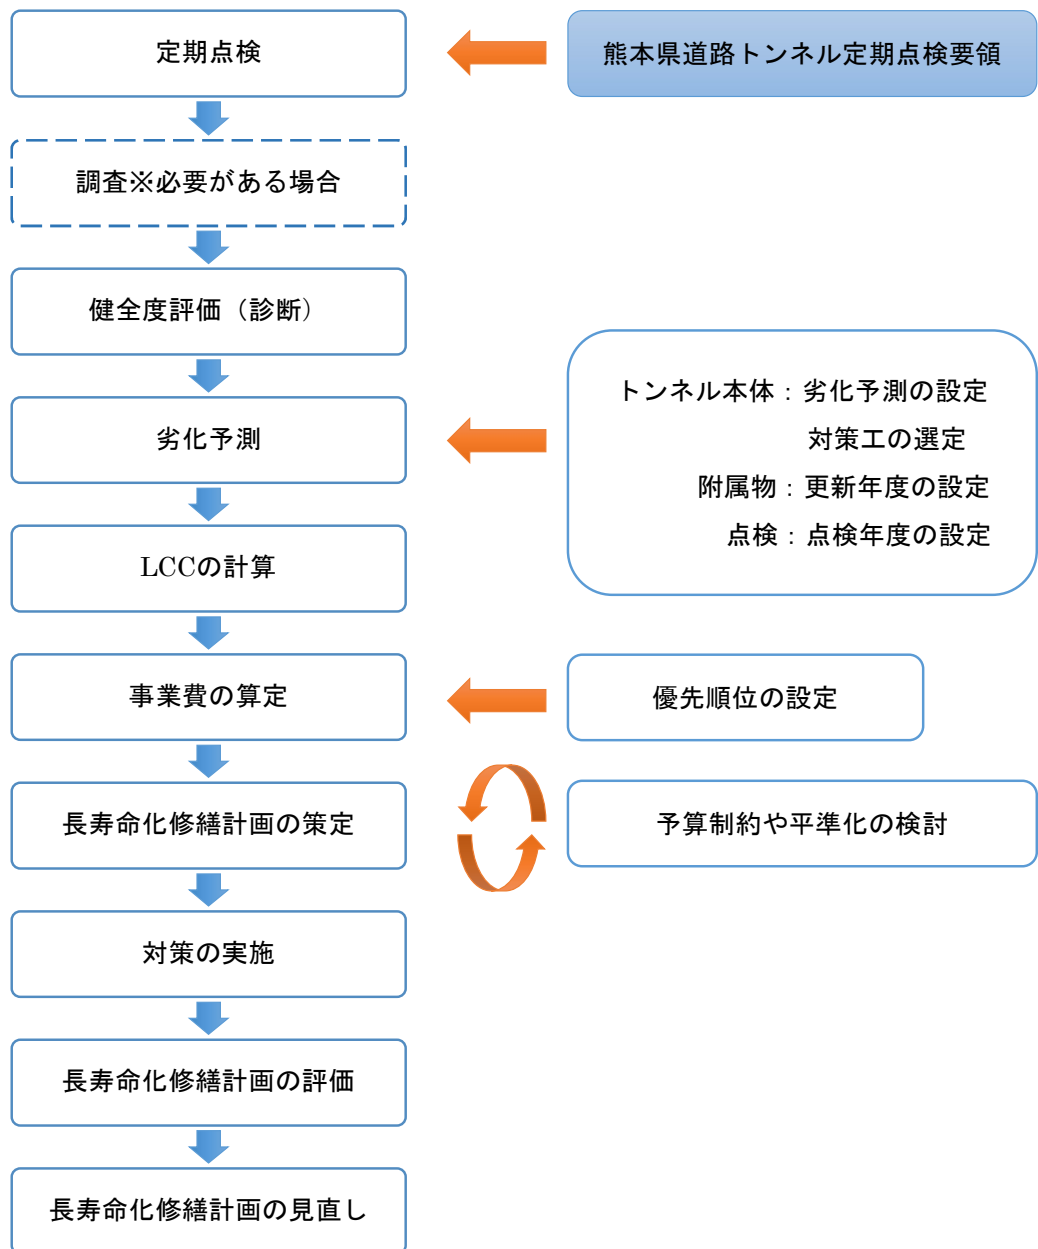 定期点検
熊本県道路トンネル定期点検要領
調査※必要がある場合
健全度評価（診断）
劣化予測
トンネル本体：劣化予測の設定
対策工の選定
附属物：更新年度の設定
点検：点検年度の設定
LCCの計算
事業費の算定
優先順位の設定
長寿命化修繕計画の策定
予算制約や平準化の検討
対策の実施
長寿命化修繕計画の評価
長寿命化修繕計画の見直し